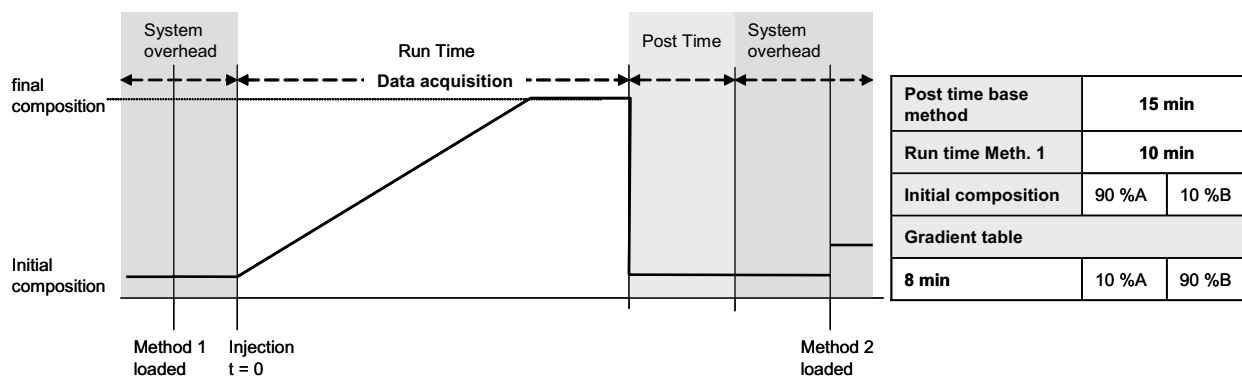 System
overhead
Run Time
Post Time
System
overhead
Data acquisition
final
composition
Initial
composition
Method 1
loaded
Injection
t = 0
Method 2
loaded
Post time base
method
15 min
Run time Meth. 1
10 min
Initial composition
90 %A
10 %B
Gradient table
8 min
10 %A
90 %B